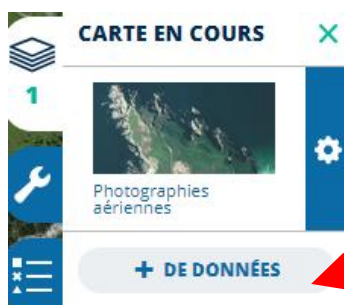 CARTE EN COURS
1
Photographies
aériennes
+ DE DONNÉES